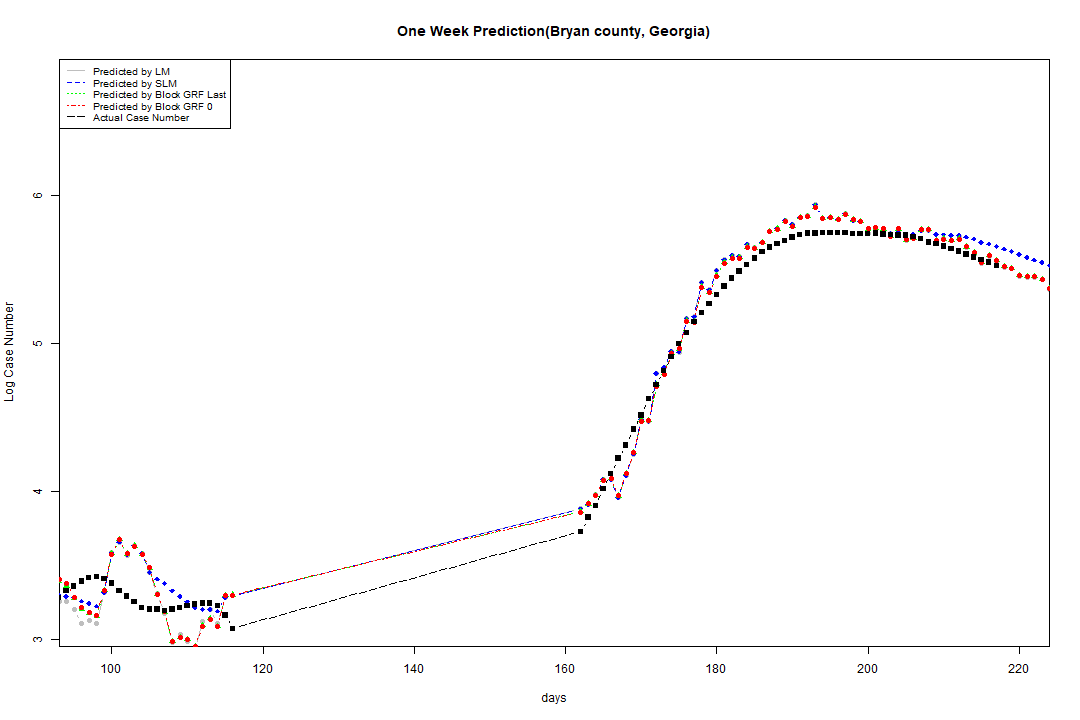 One Week Prediction(Bryan county, Georgia)
Predicted by LM
Predicted by SLM
Predicted by Block GRF Last
Predicted by Block GRF 0
Actual Case Number
Log Case Number
6
5
4
3
100 120 140 160 180 200 220
days